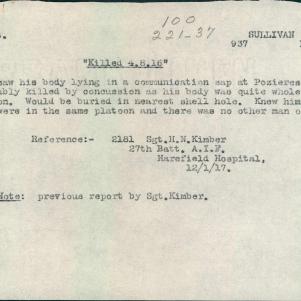 100
221-37
SULLIVAN
937
"Killed 4.8.16"
saw his body lying in a communication sap at Pozieres
bly killed by concussion as his body was quite whole
on. Would be buried in nearest shell hole. Knew him
were in the same platoon and there was no other man o
Reference:- 2181 Sgt.H.N.Kimber
27th Batt. A.I.F.
Harefield Hospital,
12/1/17.
Note: previous report by Sgt.Kimber.